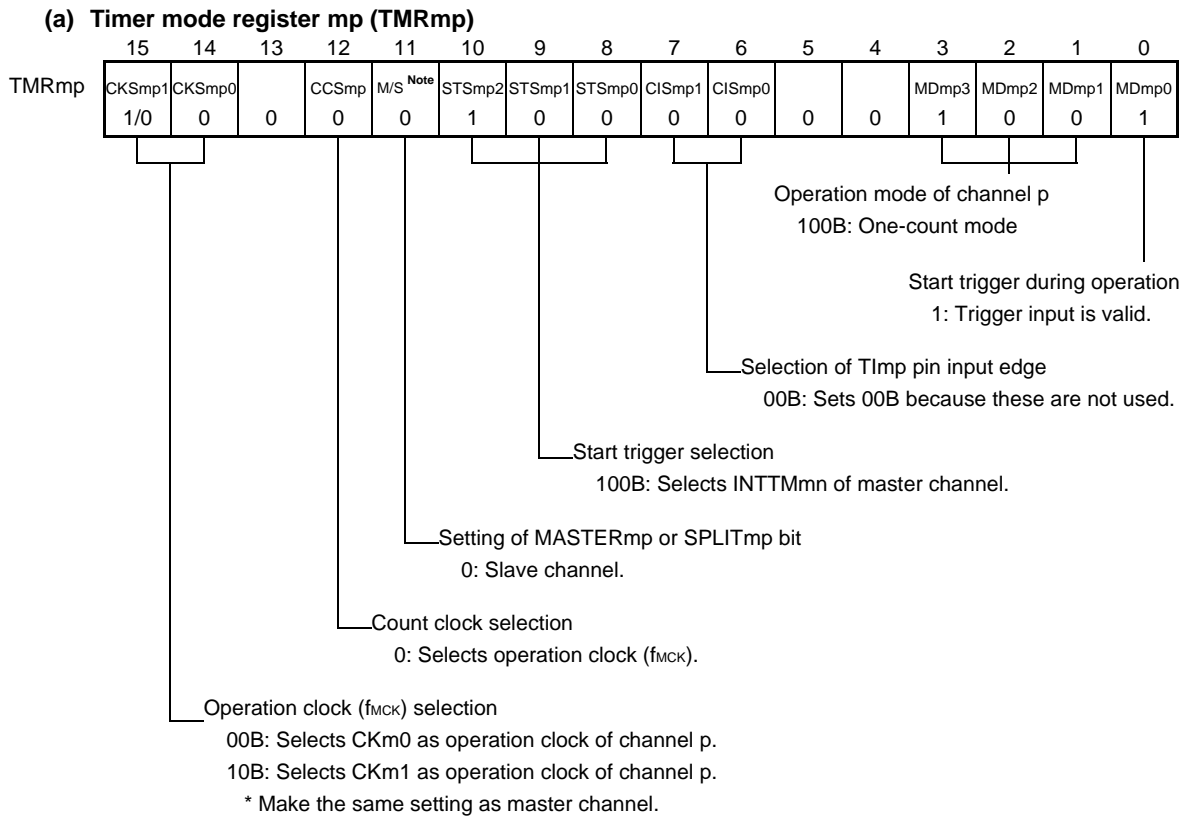 (a) Timer mode register mp (TMRmp)
15 14 13 12 11 10 9 8 7 6 5 4 3 2 1 0
TMRmp CKSmp1 CKSmp0 CCSmp M/S Note STSmp2 STSmp1 STSmp0 CISmp1 CISmp0 MDmp3 MDmp2 MDmp1 MDmp0
1/0 0 0 0 0 1 0 0 0 0 0 0 1 0 0 1
Operation mode of channel p
100B: One-count mode
Start trigger during operation
1: Trigger input is valid.
Selection of TImp pin input edge
00B: Sets 00B because these are not used.
Start trigger selection
100B: Selects INTTMmn of master channel.
Setting of MASTERmp or SPLITmp bit
0: Slave channel.
Count clock selection
0: Selects operation clock (fMCK).
Operation clock (fMCK) selection
00B: Selects CKm0 as operation clock of channel p.
10B: Selects CKm1 as operation clock of channel p.
* Make the same setting as master channel.